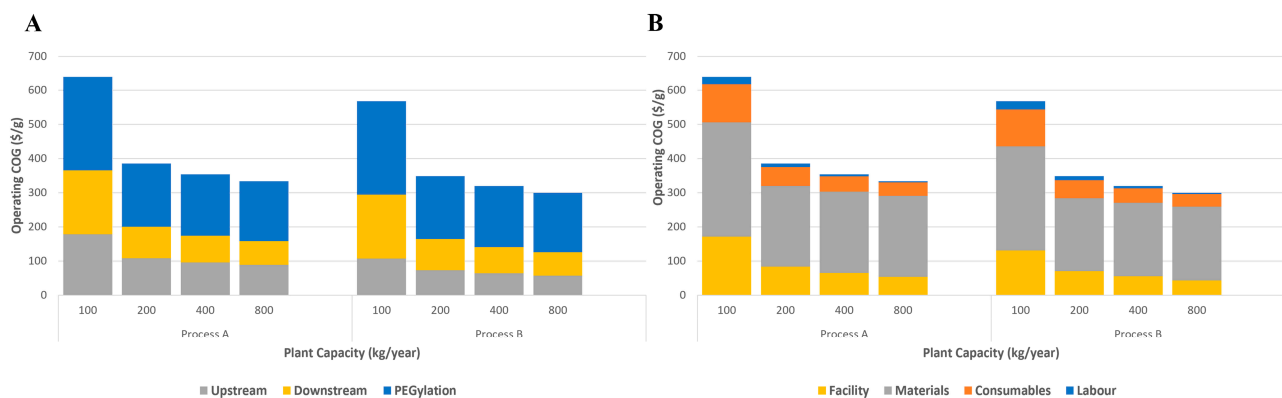 A
700
600
500
400
300
200
100
0
Operating COG ($/g)
100 200 400 800 100 200 400 800
Process A Process B
Plant Capacity (kg/year)
Upstream Downstream PEGylation
B
700
600
500
400
300
200
100
0
Operating COG ($/g)
100 200 400 800 100 200 400 800
Process A Process B
Plant Capacity (kg/year)
Facility Materials Consumables Labour